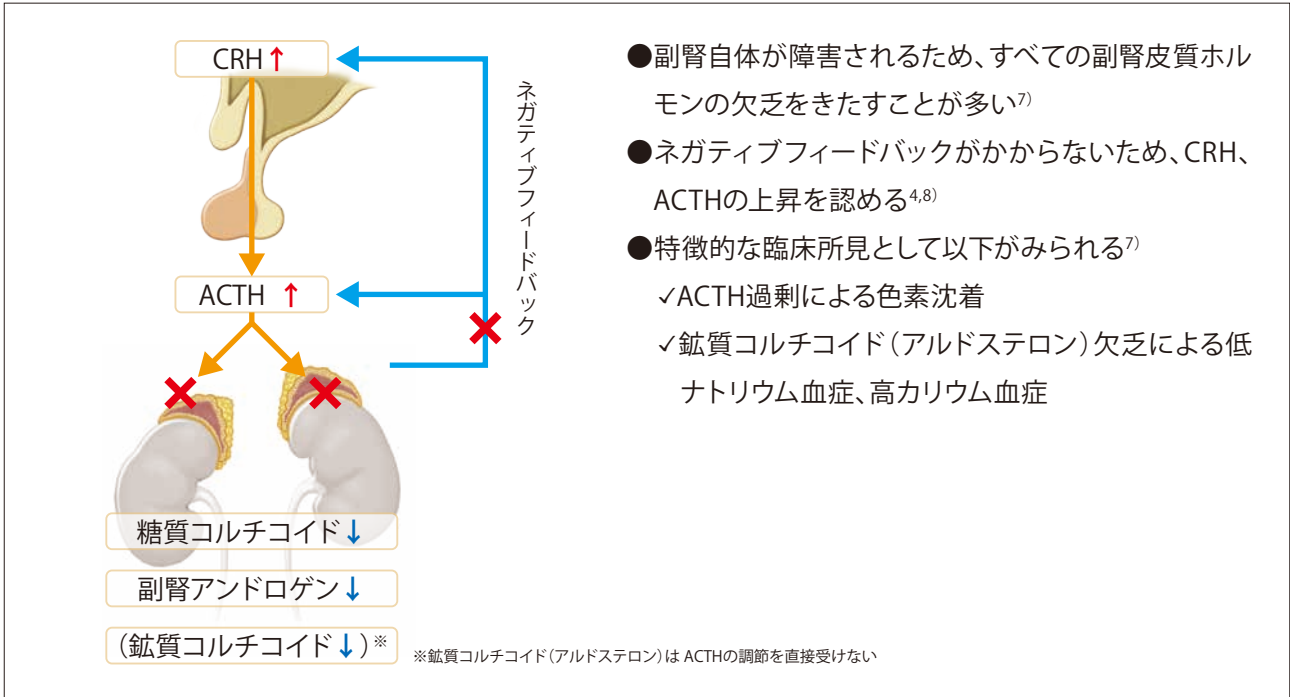 CRH↑
ネガティブフィードバック
ACTH ↑
糖質コルチコイド↓
副腎アンドロゲン↓
(鉱質コルチコイド↓)※
※鉱質コルチコイド(アルドステロン)は ACTHの調節を直接受けない
●副腎自体が障害されるため、すべての副腎皮質ホル
モンの欠乏をきたすことが多い7)
●ネガティブフィードバックがかからないため、CRH、
ACTHの上昇を認める4,8)
●特徴的な臨床所見として以下がみられる7)
✓ACTH過剰による色素沈着
✓鉱質コルチコイド(アルドステロン)欠乏による低
ナトリウム血症、高カリウム血症